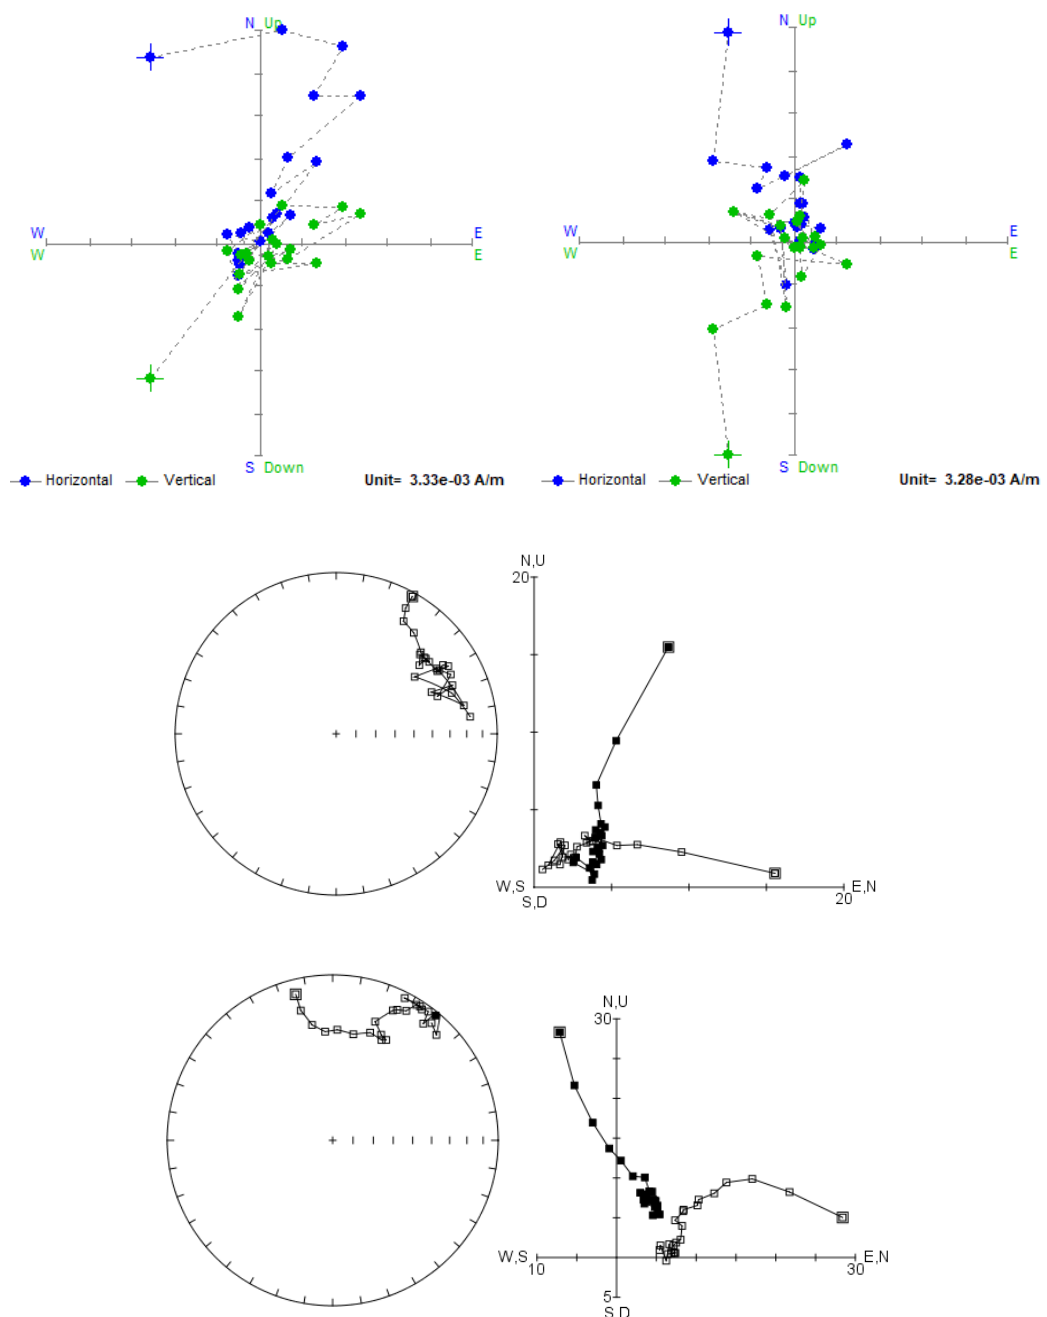 N Up
N Up
W E
W E
W E
W E
S Down
S Down
Horizontal Vertical Unit= 3.33e-03 A/m
Horizontal Vertical Unit= 3.28e-03 A/m
N,U
20
W,S E,N
S,D 20
N,U
30
W,S E,N
10 30
5
S,D